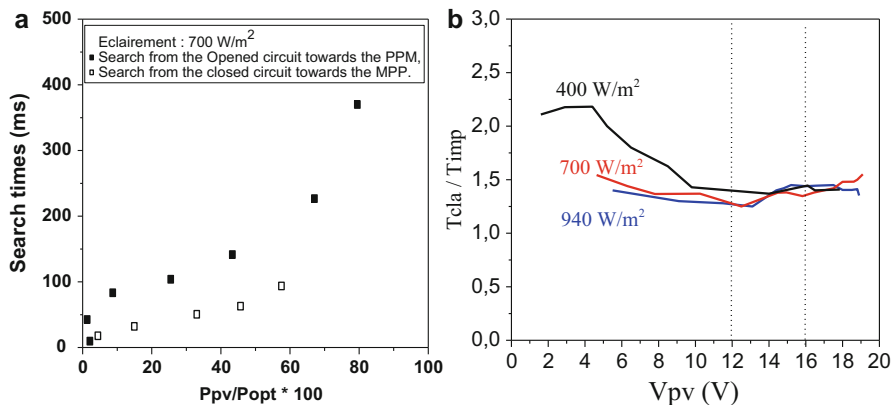 a
500
400
300
200
100
0
Search times (ms)
Eclairement : 700 W/m²
Search from the Opened circuit towards the PPM,
Search from the closed circuit towards the MPP.
0 20 40 60 80 100
Ppv/Popt * 100
b
3,0
2,5
2,0
1,5
1,0
0,5
0,0
Tcla / Timp
400 W/m²
700 W/m²
940 W/m²
0 2 4 6 8 10 12 14 16 18 20
Vpv (V)